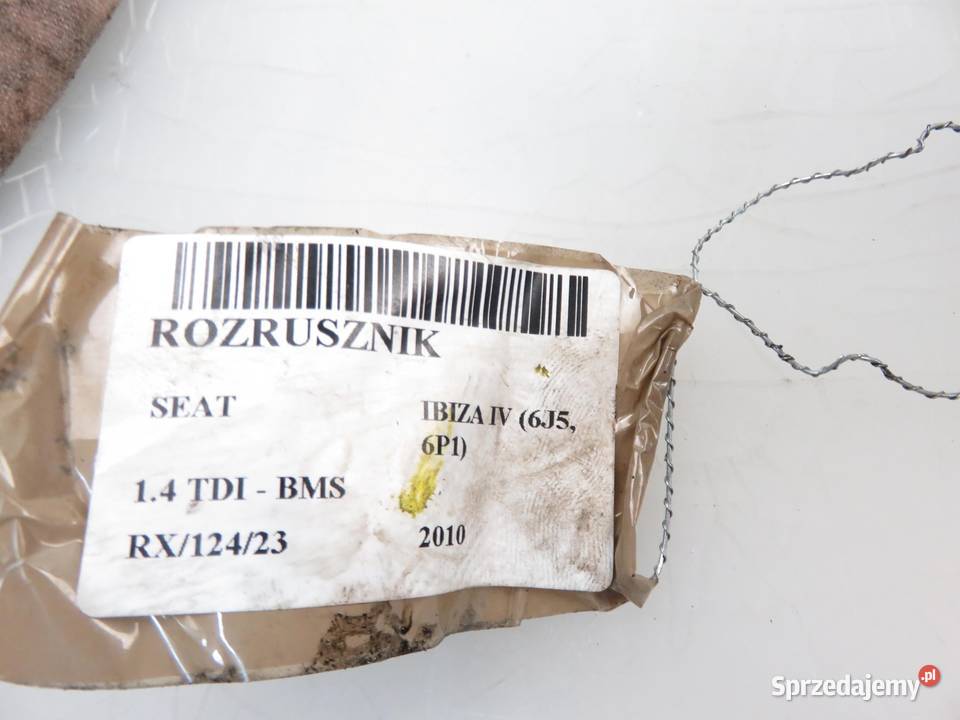 ROZRUSZNIK
SEAT
IBIZA IV (6J5,
6P1)
1.4 TDI - BMS
RX/124/23
2010
Sprzedajemy.pl